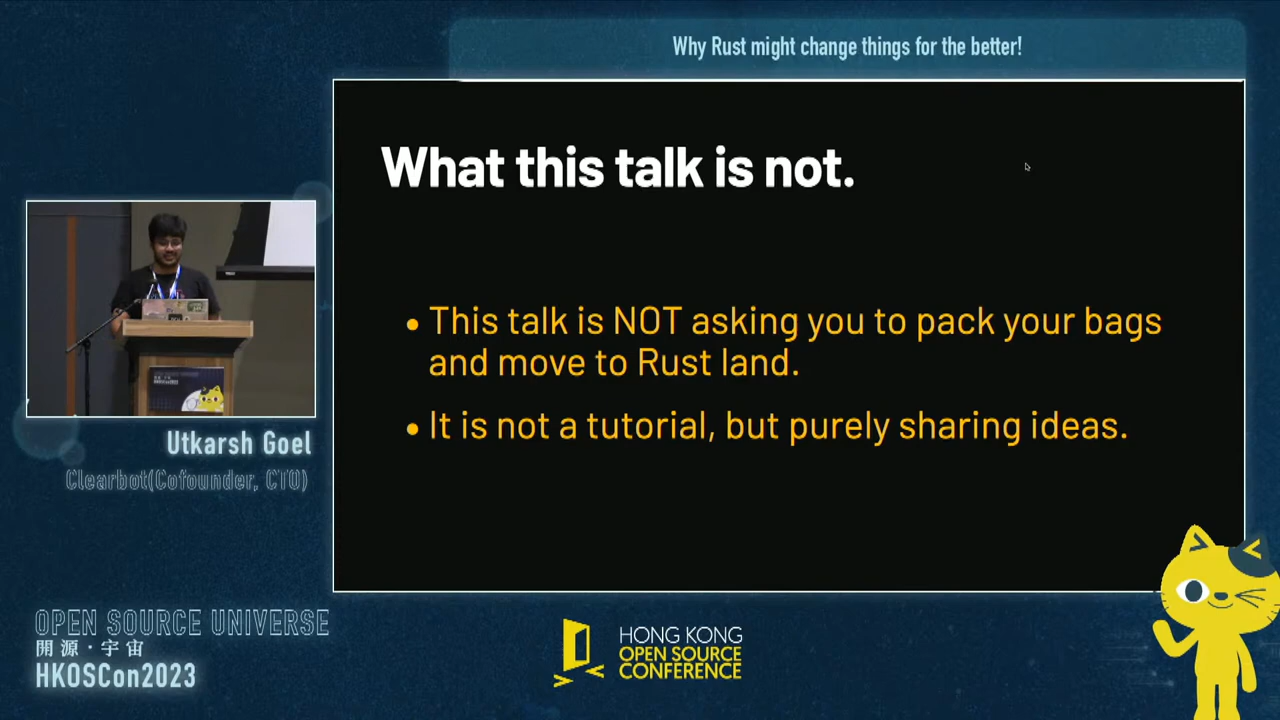 Why Rust might change things for the better!
What this talk is not.
• This talk is NOT asking you to pack your bags
and move to Rust land.
• It is not a tutorial, but purely sharing ideas.
Utkarsh Goel
Clearbot(Cofounder, CTO)
OPEN SOURCE UNIVERSE
開源·宇宙
HKOSCon2023
HONG KONG
OPEN SOURCE
CONFERENCE